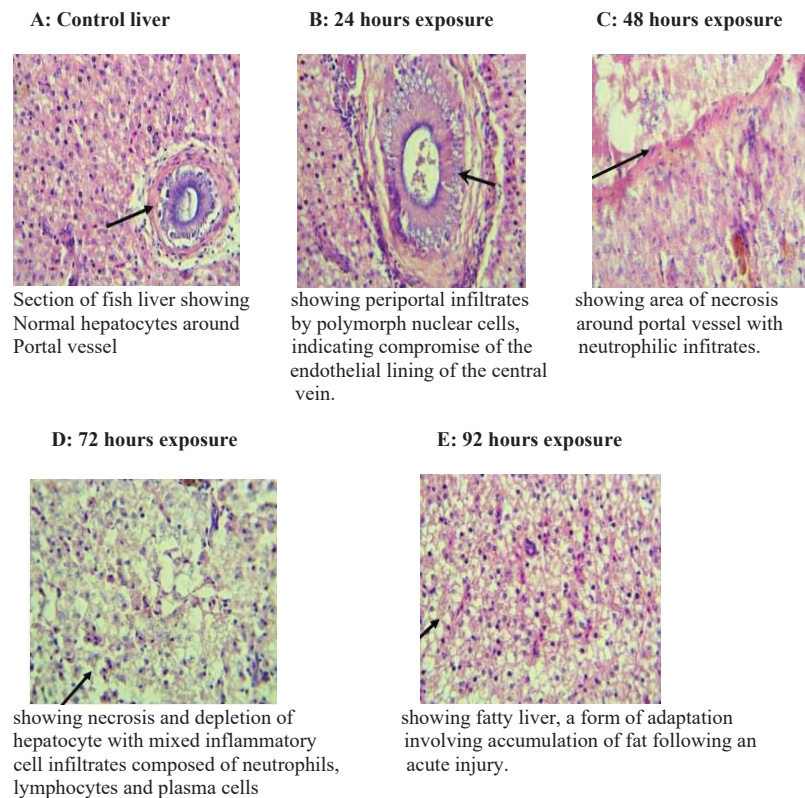 A: Control liver
B: 24 hours exposure
C: 48 hours exposure
Section of fish liver showing
Normal hepatocytes around
Portal vessel
showing periportal infiltrates
by polymorph nuclear cells,
indicating compromise of the
endothelial lining of the central
vein.
showing area of necrosis
around portal vessel with
neutrophilic infitrates.
D: 72 hours exposure
E: 92 hours exposure
showing necrosis and depletion of
hepatocyte with mixed inflammatory
cell infiltrates composed of neutrophils,
lymphocytes and plasma cells
showing fatty liver, a form of adaptation
involving accumulation of fat following an
acute injury.